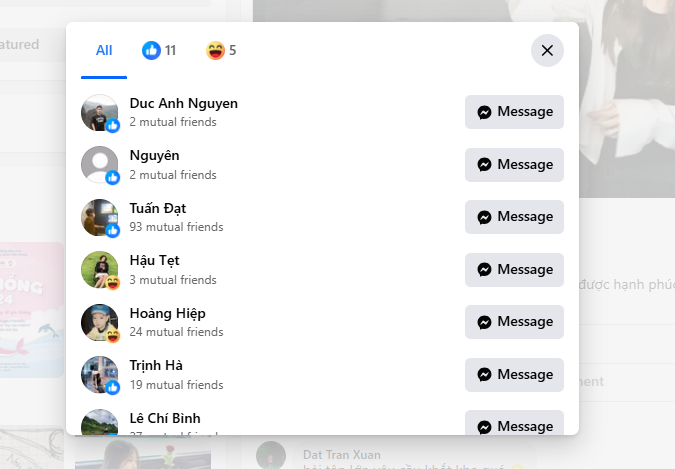 atured
All
11
5
Duc Anh Nguyen
2 mutual friends
Message
Nguyên
2 mutual friends
Message
Tuấn Đạt
93 mutual friends
Message
Hậu Tẹt
3 mutual friends
Message
Hoàng Hiệp
24 mutual friends
Message
Trịnh Hà
19 mutual friends
Message
Lê Chí Bình
Message
ÔNG
24
được hạnh phúc
ment
Dat Tran Xuan